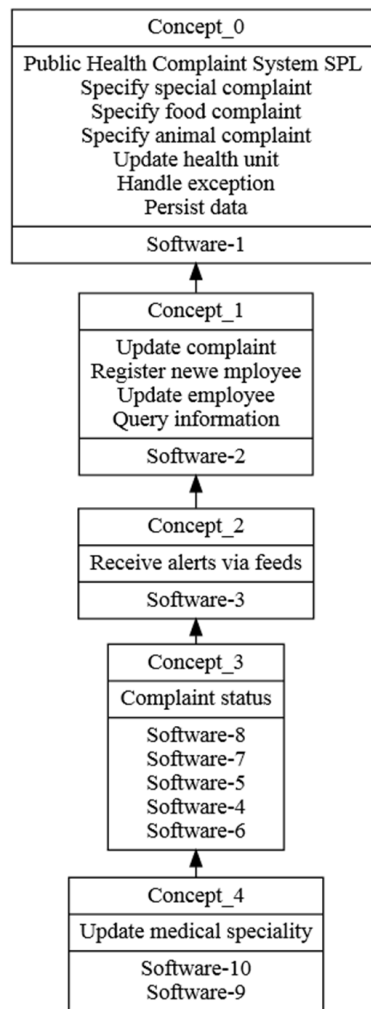 Concept_0
Public Health Complaint System SPL
Specify special complaint
Specify food complaint
Specify animal complaint
Update health unit
Handle exception
Persist data
Software-1
Concept_1
Update complaint
Register newe mployee
Update employee
Query information
Software-2
Concept_2
Receive alerts via feeds
Software-3
Concept_3
Complaint status
Software-8
Software-7
Software-5
Software-4
Software-6
Concept_4
Update medical speciality
Software-10
Software-9